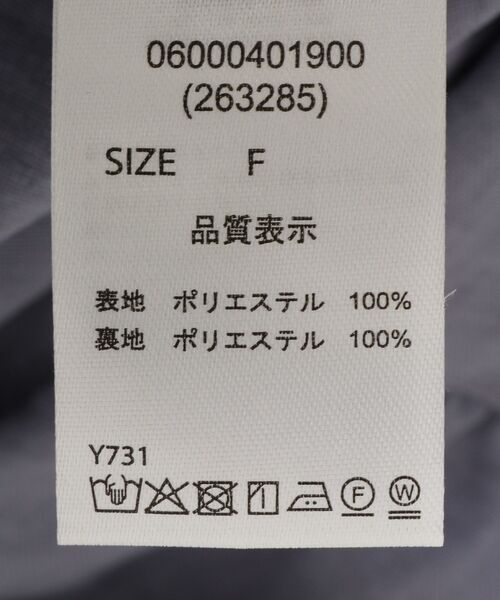 06000401900
(263285)
SIZE F
品質表示
表地 ポリエステル 100%
裏地 ポリエステル 100%
Y731
F W